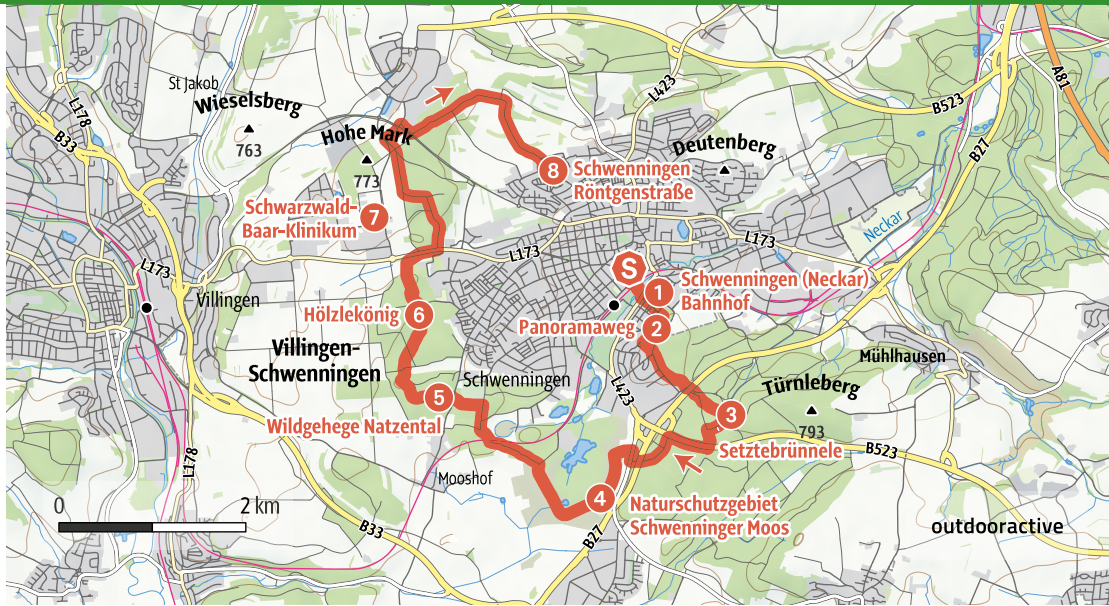 St Jakob
Wieselsberg
763
L178
B33
Hohe Mark
773
Schwarzwald-
Baar-Klinikum
7
8
Schwenningen
Röntgenstraße
L423
Deutenberg
B523
B27
A81
Neckar
L173
L173
L173
S
1
Schwenningen (Neckar)
Bahnhof
Panoramaweg
2
Villingen
Hölzlekönig
6
Villingen-
Schwenningen
Schwenningen
5
Wildgehege Natzental
L423
Mühlhausen
Türnleberg
793
3
Setztebrünnele
B523
L178
Mooshof
4
Naturschutzgebiet
Schwenninger Moos
B33
B27
0
2 km
outdooractive